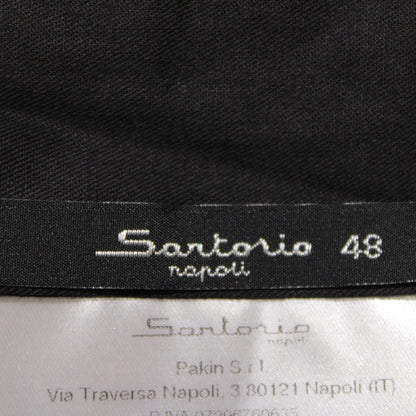 Sartorio 48
napoli
Sartorio
napoli
Pakin S.r.l.
Via Traversa Napoli, 3 80121 Napoli (IT)